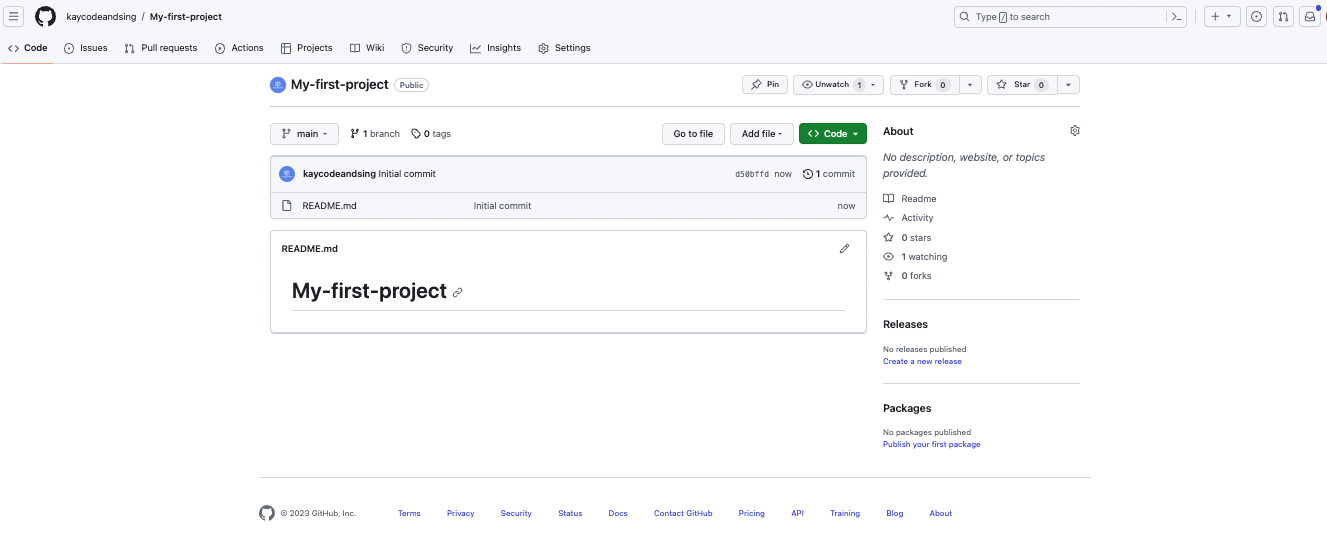 kaycodeandsing / My-first-project
Type / to search
Code Issues Pull requests Actions Projects Wiki Security Insights Settings
My-first-project Public
Pin Unwatch 1 Fork 0 Star 0
main 1 branch 0 tags Go to file Add file Code
kaycodeandsing Initial commit d50bffd now 1 commit
README.md Initial commit now
README.md
My-first-project
About
No description, website, or topics
provided.
Readme
Activity
0 stars
1 watching
0 forks
Releases
No releases published
Create a new release
Packages
No packages published
Publish your first package
© 2023 GitHub, Inc. Terms Privacy Security Status Docs Contact GitHub Pricing API Training Blog About